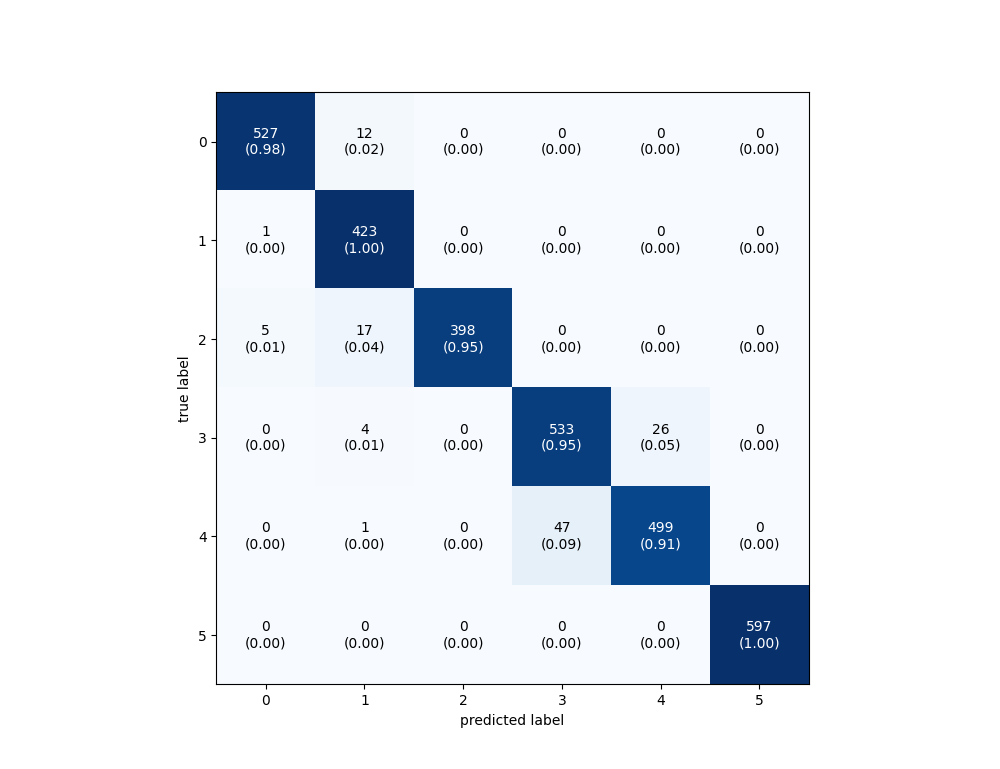 0
527 12 0 0 0 0
(0.98) (0.02) (0.00) (0.00) (0.00) (0.00)
1
1 423 0 0 0 0
(0.00) (1.00) (0.00) (0.00) (0.00) (0.00)
2
5 17 398 0 0 0
(0.01) (0.04) (0.95) (0.00) (0.00) (0.00)
true label
3
0 4 0 533 26 0
(0.00) (0.01) (0.00) (0.95) (0.05) (0.00)
4
0 1 0 47 499 0
(0.00) (0.00) (0.00) (0.09) (0.91) (0.00)
5
0 0 0 0 0 597
(0.00) (0.00) (0.00) (0.00) (0.00) (1.00)
0 1 2 3 4 5
predicted label